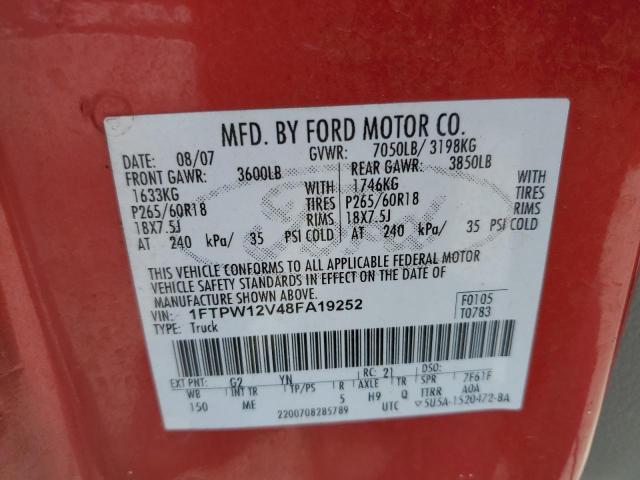 MFD. BY FORD MOTOR CO.
DATE: 08/07 GVWR: 7050LB/ 3198KG
FRONT GAWR: 3600LB REAR GAWR: 3850LB
1633KG WITH 1746KG WITH
P265/60R18 TIRES P265/60R18 TIRES
18X7.5J RIMS 18X7.5J RIMS
AT 240 kPa/ 35 PSI COLD AT 240 kPa/ 35 PSI COLD
THIS VEHICLE CONFORMS TO ALL APPLICABLE FEDERAL MOTOR
VEHICLE SAFETY STANDARDS IN EFFECT ON THE DATE OF
MANUFACTURE SHOWN ABOVE.
VIN: 1FTPW12V48FA19252 F0105
TYPE: Truck T0783
EXT PNT: G2 YN RC: 21 DSO:
WB INT TR TP/PS R AXLE TR SPR 7F61F
150 ME 5 H9 Q TTRR A0A
2200708285789 UTC 5U5A-1520472-BA
Ford